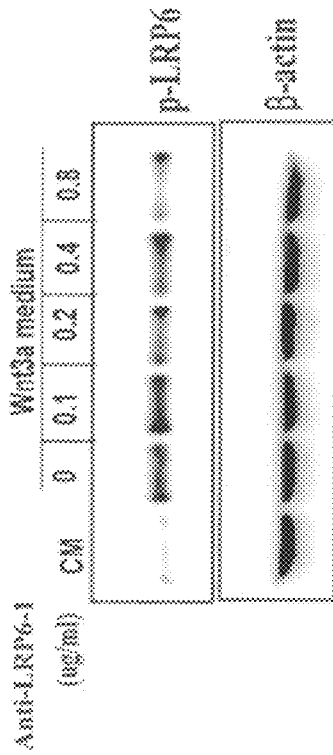 Wnt3a medium
Anti-LRP6-1
(ug/ml) CM 0 0.1 0.2 0.4 0.8
p-LRP6
β-actin